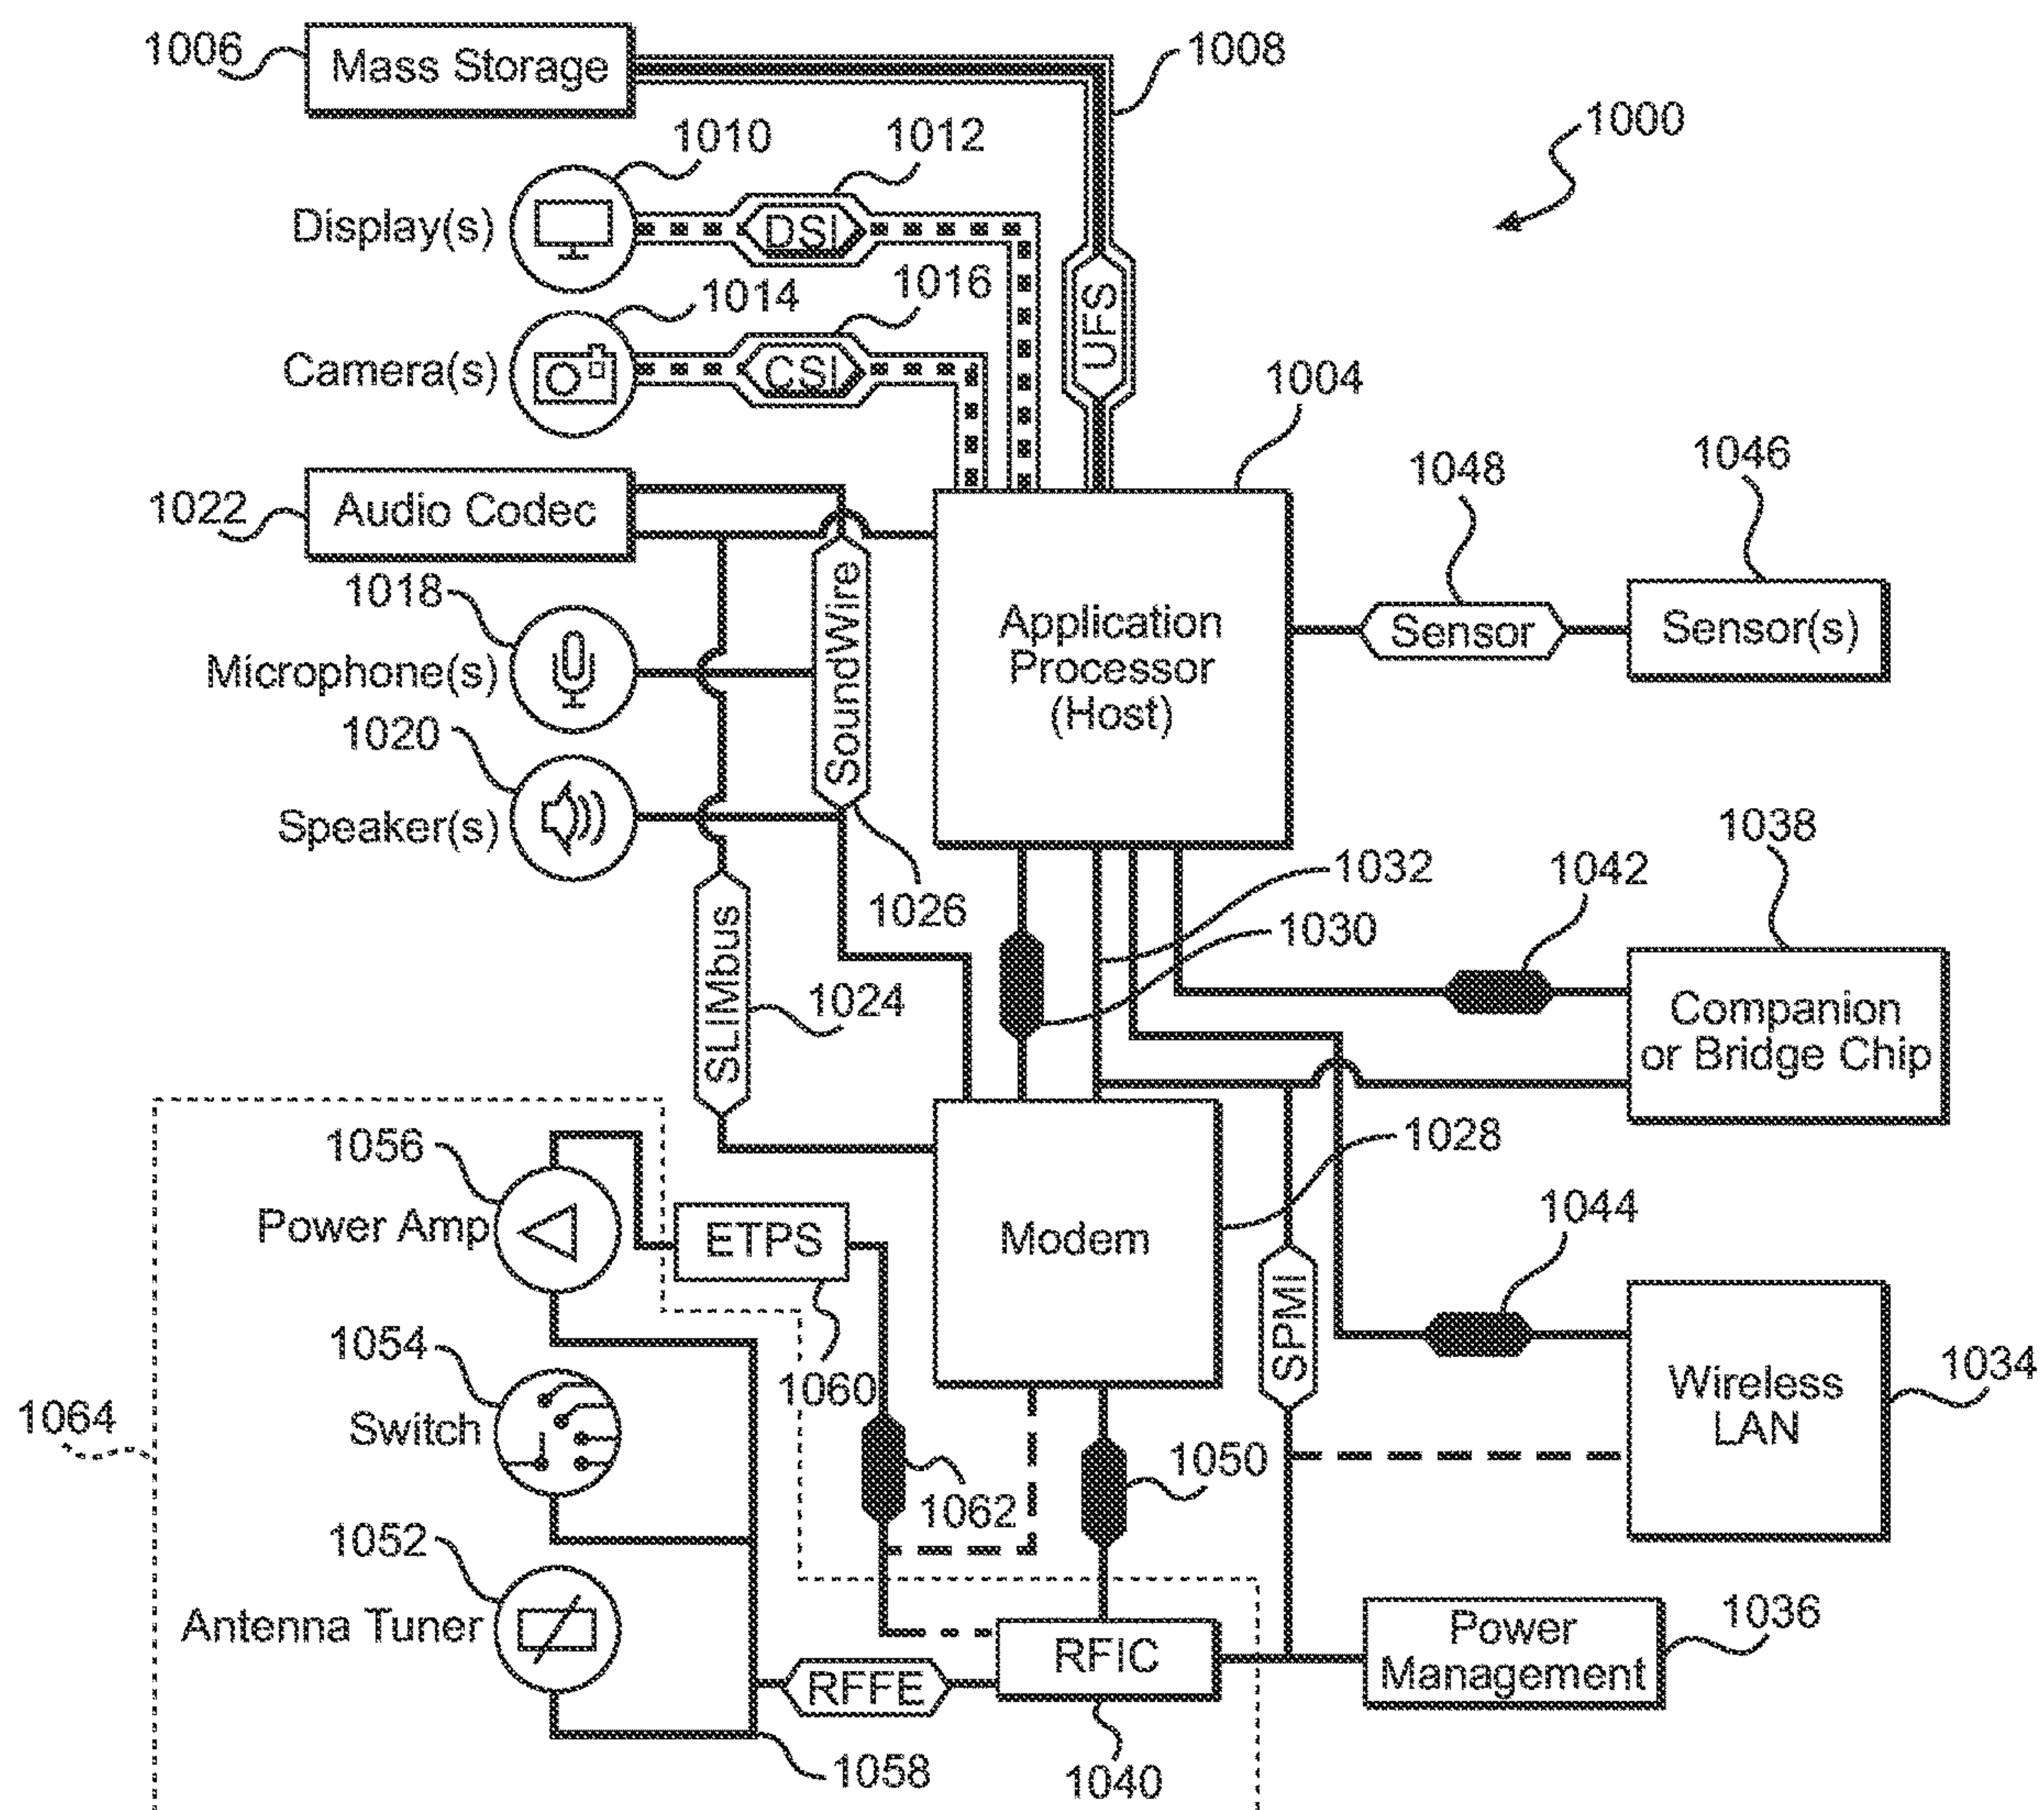 1006
Mass Storage
1008
1000
1010
1012
Display(s)
DSI
1014
1016
Camera(s)
CSI
UFS
1004
1022
Audio Codec
1048
1046
1018
Microphone(s)
SoundWire
Application
Processor
(Host)
Sensor
Sensor(s)
1020
Speaker(s)
1026
1032
1030
1042
1038
SLIMbus
1024
Companion
or Bridge Chip
1056
Power Amp
ETPS
Modem
1028
1044
1054
Switch
1060
SPMI
Wireless
LAN
1034
1064
1062
1050
1052
Antenna Tuner
RFFE
RFIC
Power
Management
1036
1058
1040